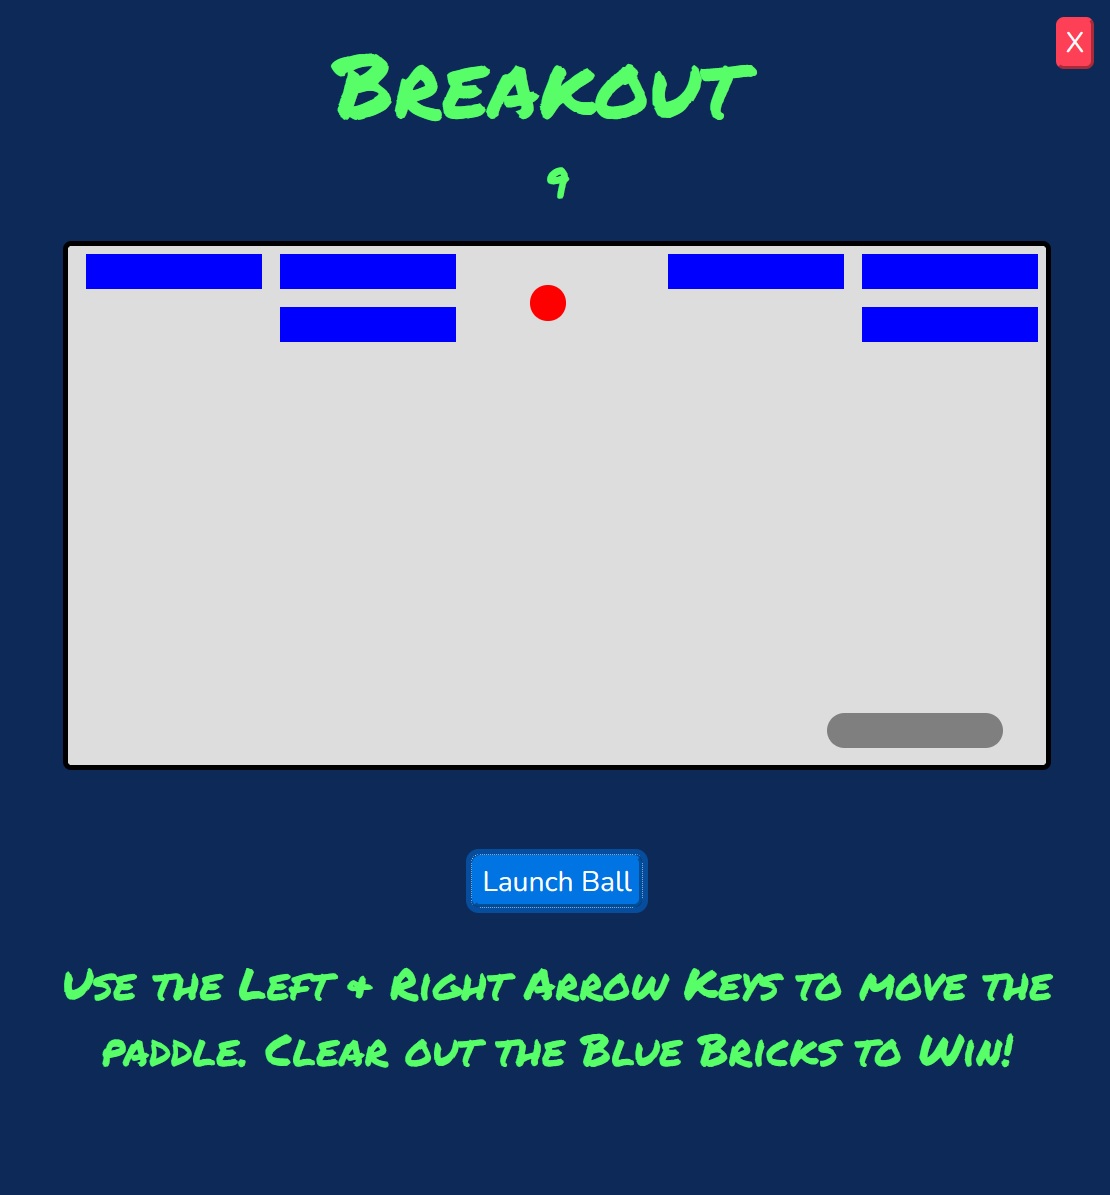 Breakout
X
9
Launch Ball
Use the Left & Right Arrow Keys to move the
paddle. Clear out the Blue Bricks to Win!